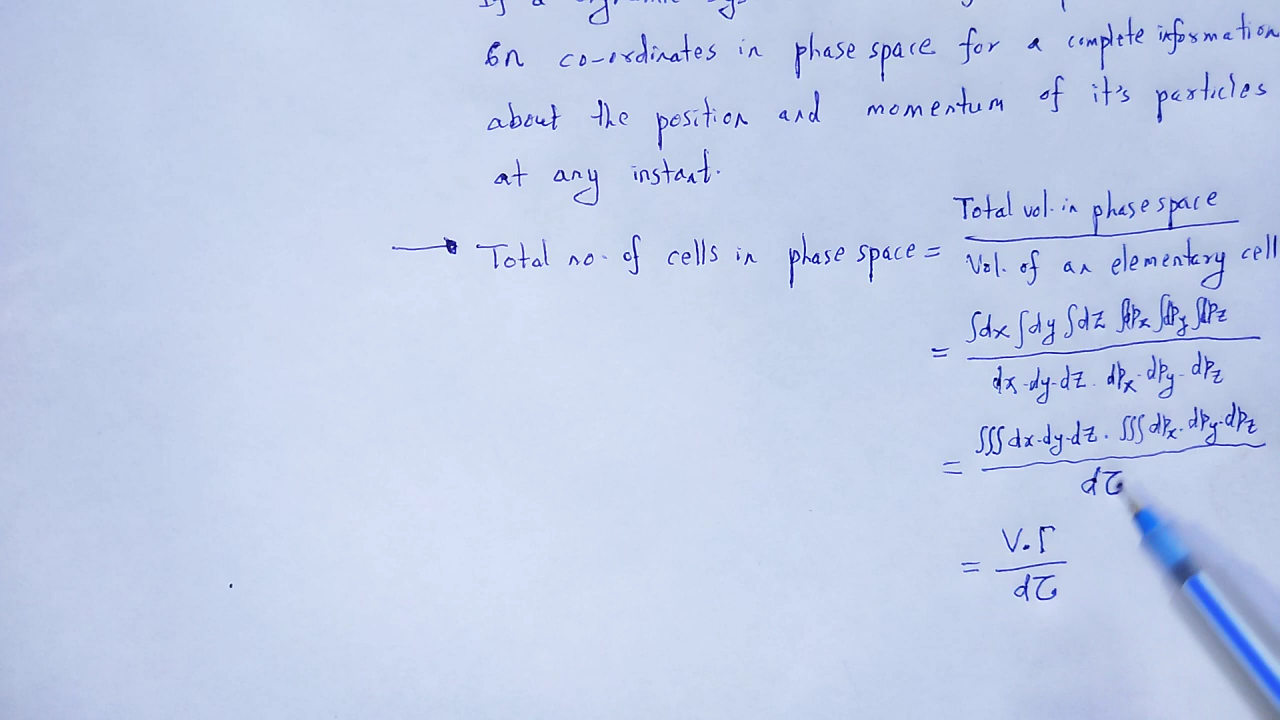 6n co-ordinates in phase space for a complete information
about the position and momentum of it's particles
at any instant.
→ Total no. of cells in phase space = Total vol. in phase space / Vol. of an elementary cell
= ∫dx ∫dy ∫dz ∫dpx ∫dpy ∫dpz / dx·dy·dz · dpx·dpy·dpz
= ∫∫∫ dx·dy·dz · ∫∫∫ dpx·dpy·dpz / dτ
= V.Γ / dτ